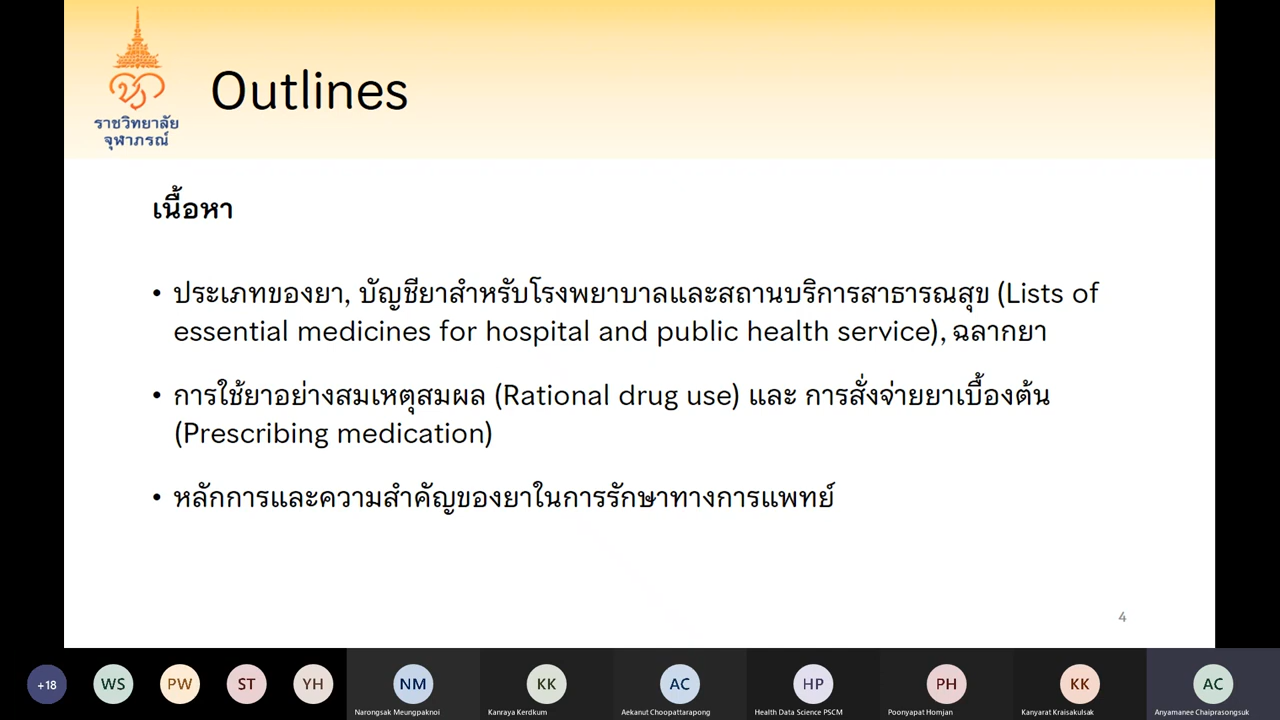 ราชวิทยาลัย
จุฬาภรณ์
Outlines
เนื้อหา
• ประเภทของยา, บัญชียาสำหรับโรงพยาบาลและสถานบริการสาธารณสุข (Lists of
essential medicines for hospital and public health service), ฉลากยา
• การใช้ยาอย่างสมเหตุสมผล (Rational drug use) และ การสั่งจ่ายยาเบื้องต้น
(Prescribing medication)
• หลักการและความสำคัญของยาในการรักษาทางการแพทย์
4
+18 WS PW ST YH NM KK AC HP PH KK AC
Narongsak Meungpaknoi Kanraya Kerdkum Aekanut Choopattarapong Health Data Science PSCM Poonyapat Homjan Kanyarat Kraisakulsak Anyamanee Chaiprasongsuk